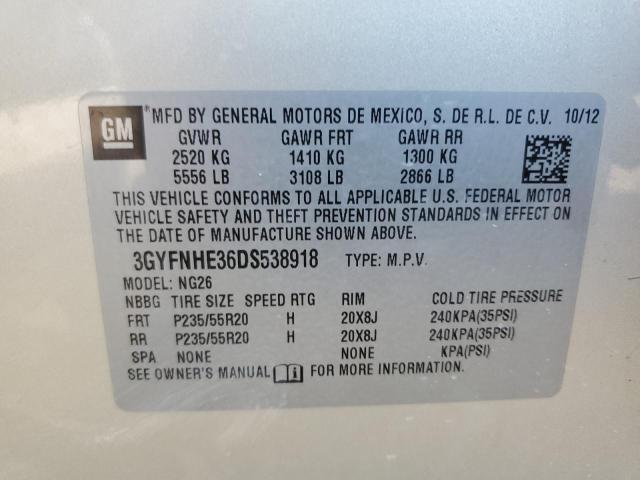 GM ® MFD BY GENERAL MOTORS DE MEXICO, S. DE R.L. DE C.V. 10/12
GVWR GAWR FRT GAWR RR
2520 KG 1410 KG 1300 KG
5556 LB 3108 LB 2866 LB
THIS VEHICLE CONFORMS TO ALL APPLICABLE U.S. FEDERAL MOTOR
VEHICLE SAFETY AND THEFT PREVENTION STANDARDS IN EFFECT ON
THE DATE OF MANUFACTURE SHOWN ABOVE.
3GYFNHE36DS538918 TYPE: M.P.V.
MODEL: NG26
NBBG TIRE SIZE SPEED RTG RIM COLD TIRE PRESSURE
FRT P235/55R20 H 20X8J 240KPA(35PSI)
RR P235/55R20 H 20X8J 240KPA(35PSI)
SPA NONE NONE KPA(PSI)
SEE OWNER'S MANUAL FOR MORE INFORMATION.